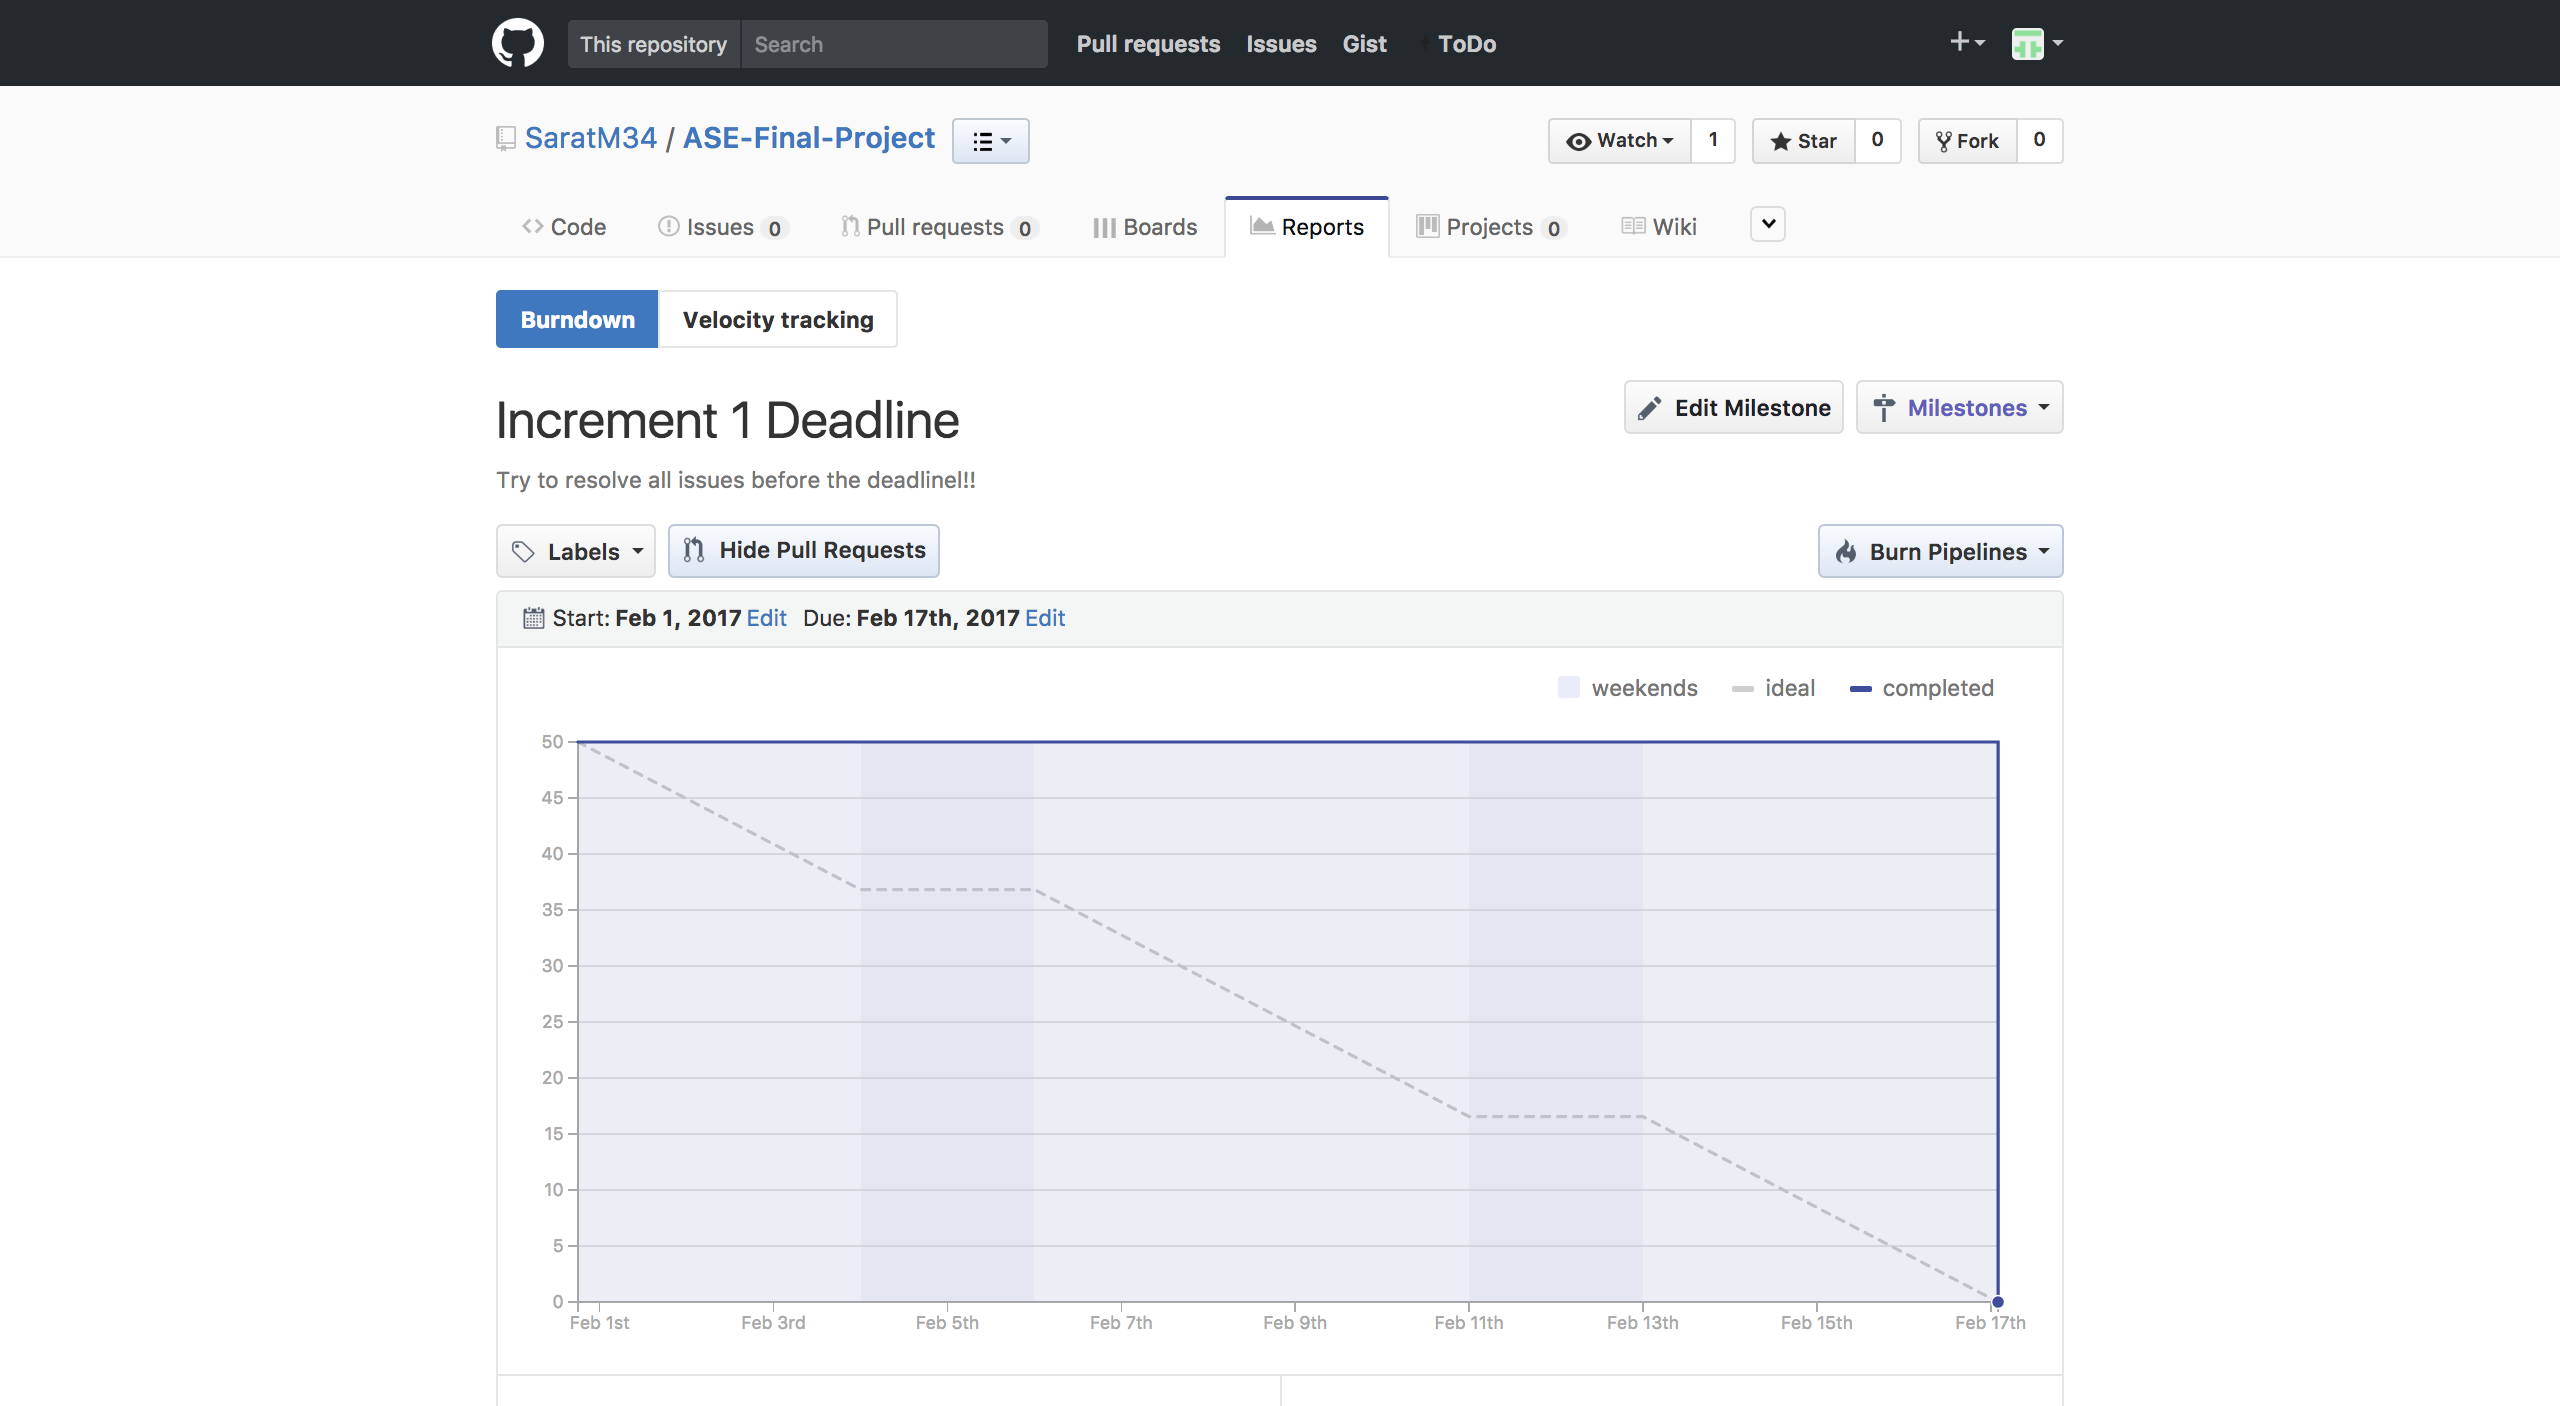 This repository Search Pull requests Issues Gist ToDo
SaratM34 / ASE-Final-Project Watch 1 Star 0 Fork 0
Code Issues 0 Pull requests 0 Boards Reports Projects 0 Wiki
Burndown Velocity tracking
Increment 1 Deadline Edit Milestone Milestones
Try to resolve all issues before the deadline!!!
Labels Hide Pull Requests Burn Pipelines
Start: Feb 1, 2017 Edit Due: Feb 17th, 2017 Edit
weekends ideal completed
50
45
40
35
30
25
20
15
10
5
0
Feb 1st Feb 3rd Feb 5th Feb 7th Feb 9th Feb 11th Feb 13th Feb 15th Feb 17th